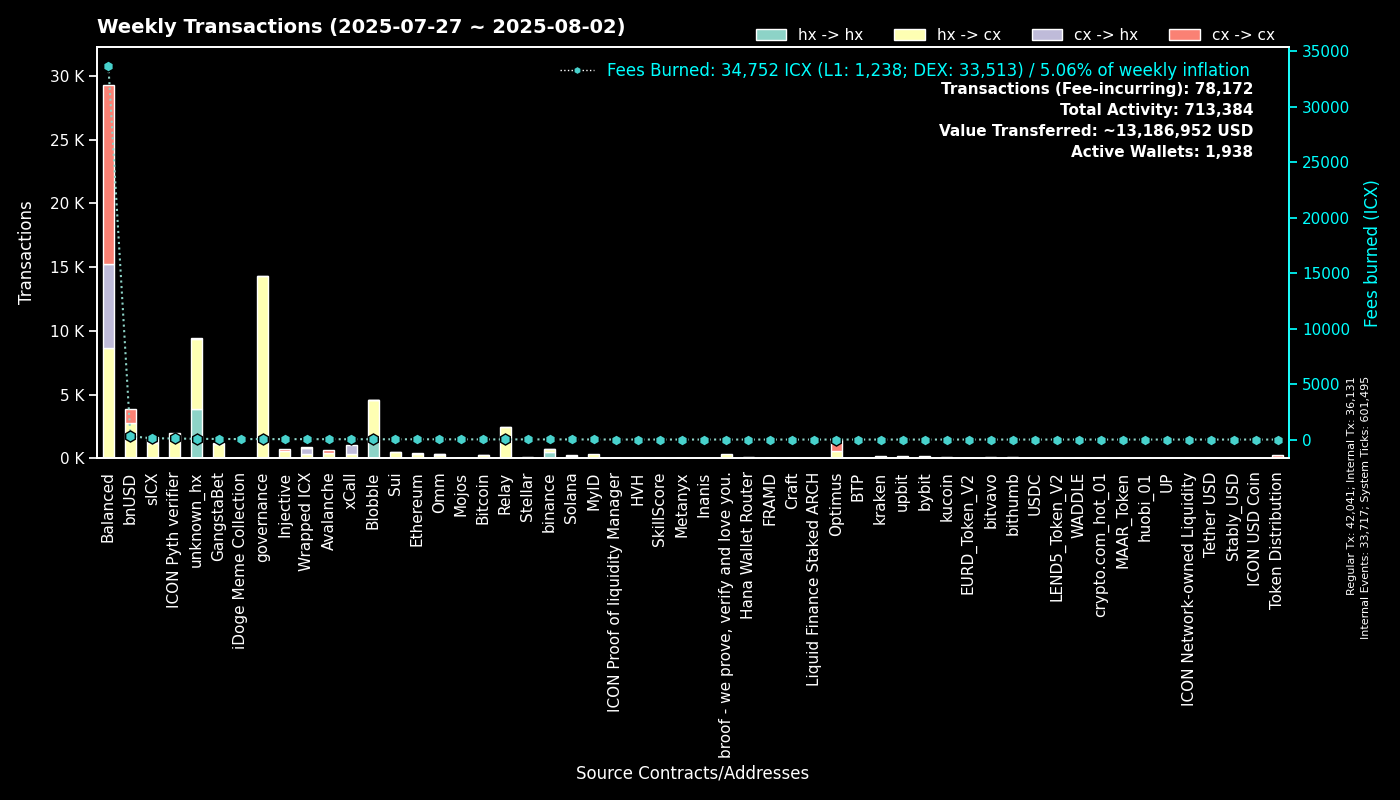 Weekly Transactions (2025-07-27 ~ 2025-08-02)
hx -> hx
hx -> cx
cx -> hx
cx -> cx
Fees Burned: 34,752 ICX (L1: 1,238; DEX: 33,513) / 5.06% of weekly inflation
Transactions (Fee-incurring): 78,172
Total Activity: 713,384
Value Transferred: ~13,186,952 USD
Active Wallets: 1,938
Transactions
30 K
25 K
20 K
15 K
10 K
5 K
0 K
35000
30000
25000
20000
15000
10000
5000
0
Fees burned (ICX)
Regular Tx: 42,041; Internal Tx: 36,131
Internal Events: 33,717; System Ticks: 601,495
Balanced
bnUSD
sICX
ICON Pyth verifier
unknown_hx
GangstaBet
iDoge Meme Collection
governance
Injective
Wrapped ICX
Avalanche
xCall
Blobble
Sui
Ethereum
Omm
Mojos
Bitcoin
Relay
Stellar
binance
Solana
MyID
ICON Proof of liquidity Manager
HVH
SkillScore
Metanyx
Inanis
broof - we prove, verify and love you.
Hana Wallet Router
FRAMD
Craft
Liquid Finance Staked ARCH
Optimus
BTP
kraken
upbit
bybit
kucoin
EURD_Token_V2
bitvavo
bithumb
USDC
LEND5_Token_V2
WADDLE
crypto.com_hot_01
MAAR_Token
huobi_01
UP
ICON Network-owned Liquidity
Tether USD
Stably_USD
ICON USD Coin
Token Distribution
Source Contracts/Addresses